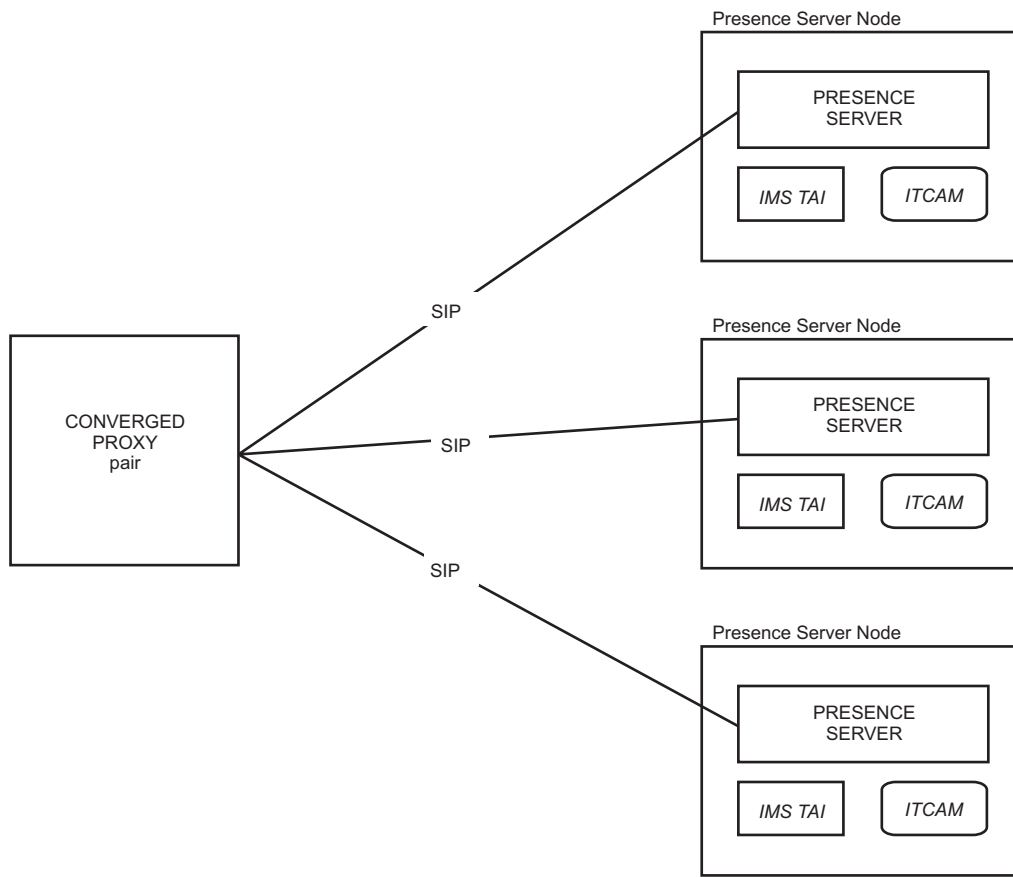 Presence Server Node
PRESENCE
SERVER
IMS TAI
ITCAM
SIP
Presence Server Node
CONVERGED
PROXY
pair
PRESENCE
SERVER
SIP
IMS TAI
ITCAM
SIP
Presence Server Node
PRESENCE
SERVER
IMS TAI
ITCAM